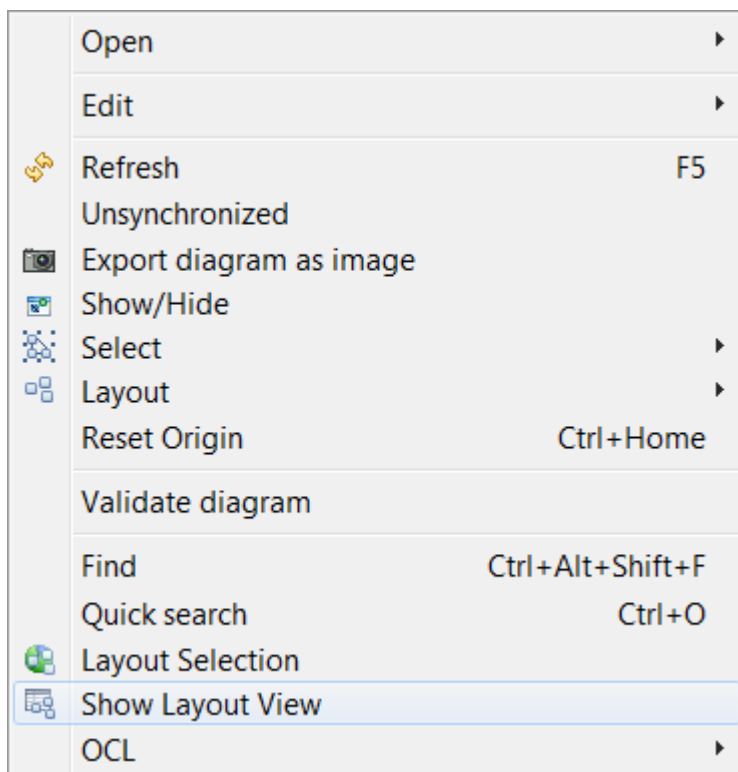 Open
Edit
Refresh F5
Unsynchronized
Export diagram as image
Show/Hide
Select
Layout
Reset Origin Ctrl+Home
Validate diagram
Find Ctrl+Alt+Shift+F
Quick search Ctrl+O
Layout Selection
Show Layout View
OCL